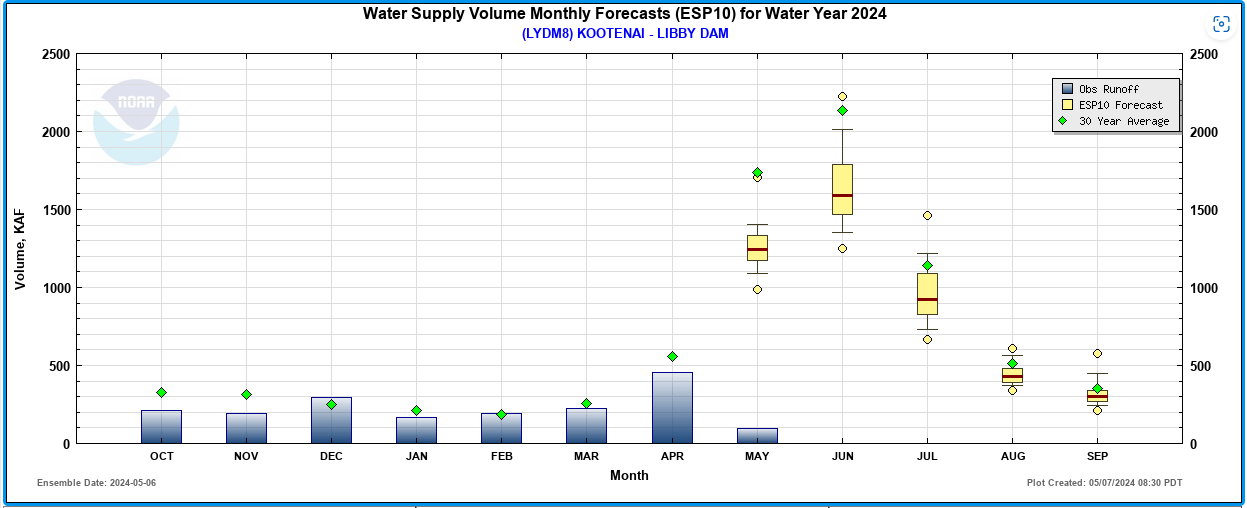 Water Supply Volume Monthly Forecasts (ESP10) for Water Year 2024
(LYDM8) KOOTENAI - LIBBY DAM
2500 2500
NOAA
Obs Runoff
ESP10 Forecast
30 Year Average
2000 2000
1500 1500
Volume, KAF
1000 1000
500 500
0 0
OCT NOV DEC JAN FEB MAR APR MAY JUN JUL AUG SEP
Month
Ensemble Date: 2024-05-06 Plot Created: 05/07/2024 08:30 PDT